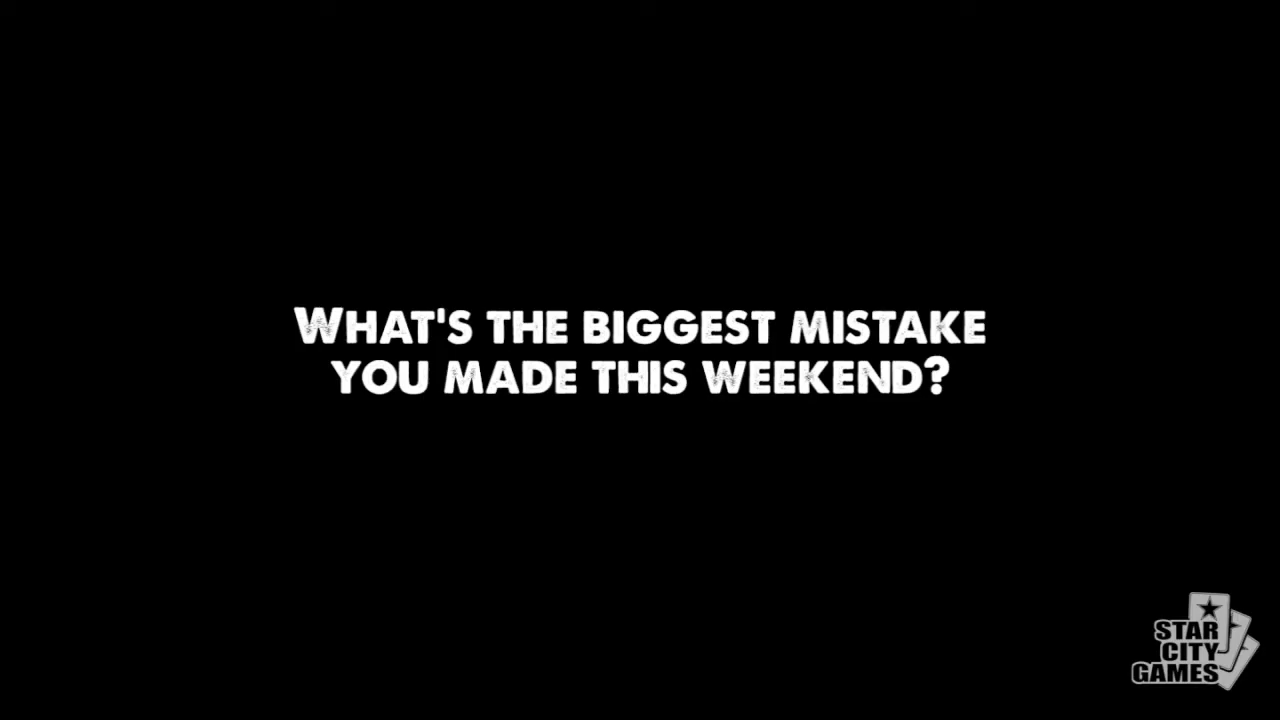 WHAT'S THE BIGGEST MISTAKE
YOU MADE THIS WEEKEND?
STAR
CITY
GAMES